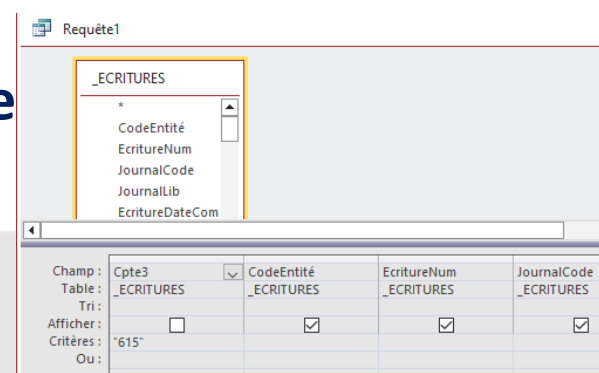 Requête1
_ECRITURES
*
CodeEntité
EcritureNum
JournalCode
JournalLib
EcritureDateCom
e
Champ : Cpte3 CodeEntité EcritureNum JournalCode
Table : _ECRITURES _ECRITURES _ECRITURES _ECRITURES
Tri :
Afficher :
Critères : "615"
Ou :